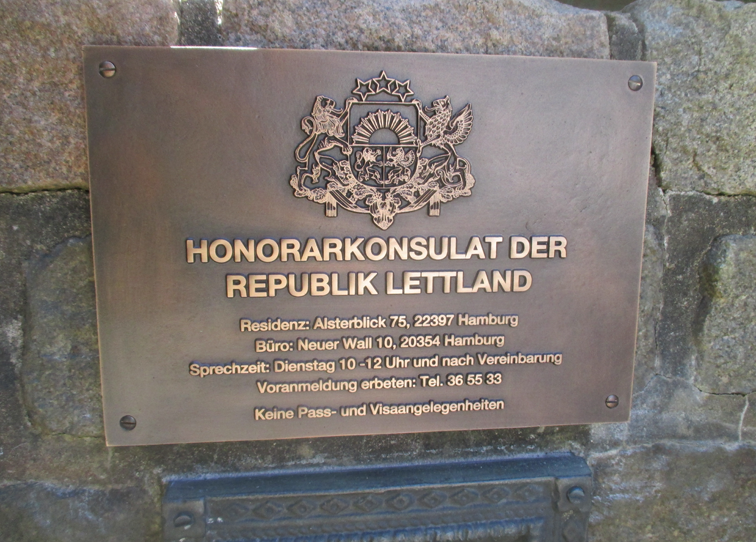 HONORARKONSULAT DER
REPUBLIK LETTLAND
Residenz: Alsterblick 75, 22397 Hamburg
Büro: Neuer Wall 10, 20354 Hamburg
Sprechzeit: Dienstag 10 -12 Uhr und nach Vereinbarung
Voranmeldung erbeten: Tel. 36 55 33
Keine Pass- und Visaangelegenheiten